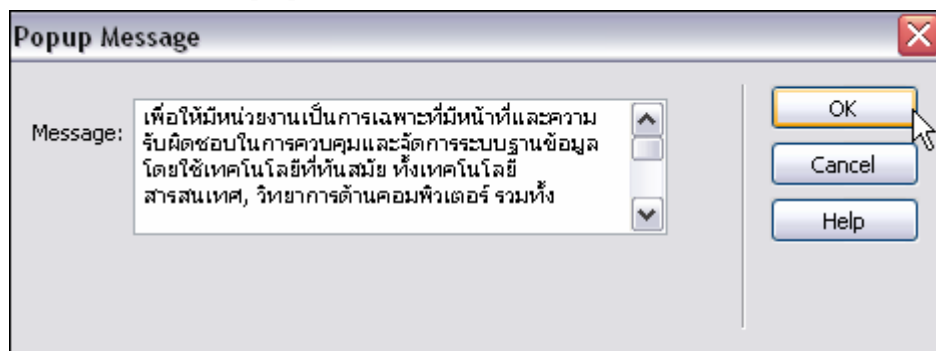 Popup Message
Message:
เพื่อให้มีหน่วยงานเป็นการเฉพาะที่มีหน้าที่และความ
รับผิดชอบในการควบคุมและจัดการระบบฐานข้อมูล
โดยใช้เทคโนโลยีที่ทันสมัย ทั้งเทคโนโลยี
สารสนเทศ, วิทยาการด้านคอมพิวเตอร์ รวมทั้ง
OK
Cancel
Help